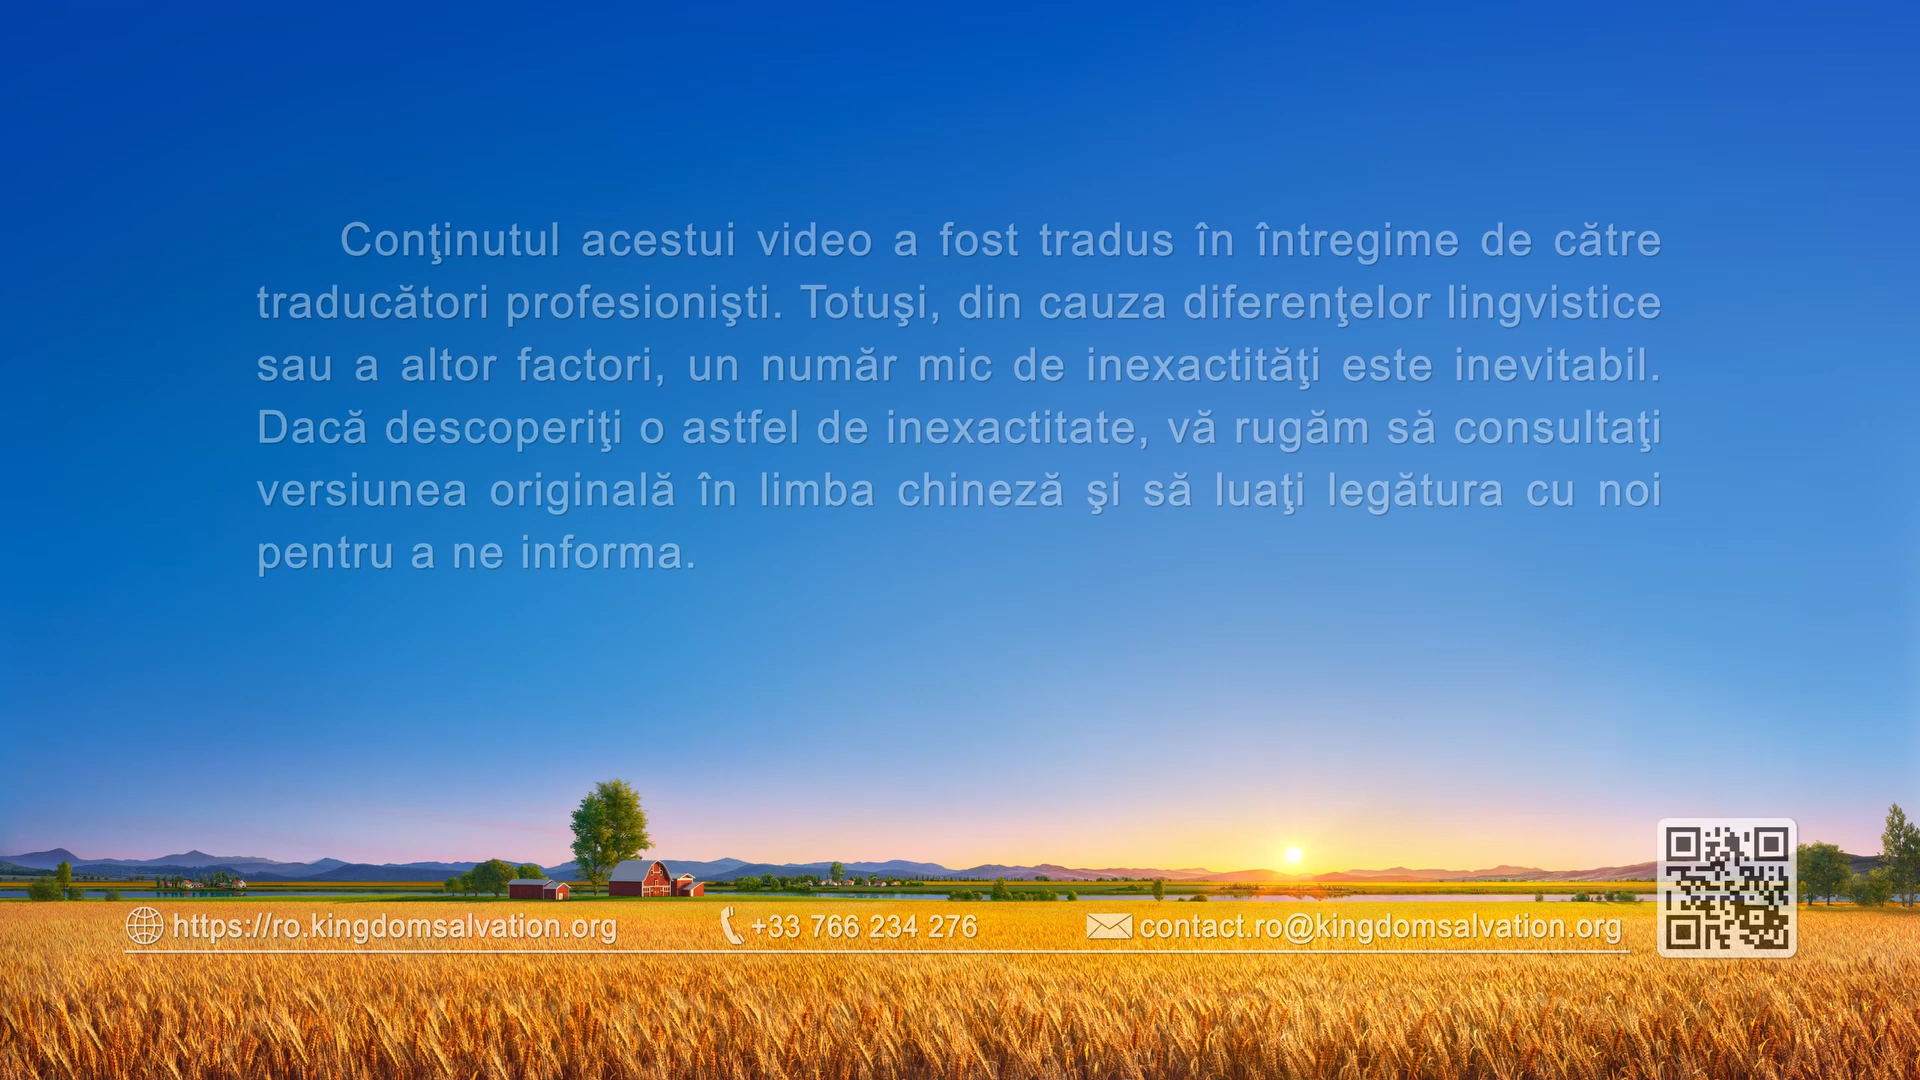 Conţinutul acestui video a fost tradus în întregime de către
traducători profesionişti. Totuşi, din cauza diferenţelor lingvistice
sau a altor factori, un număr mic de inexactităţi este inevitabil.
Dacă descoperiţi o astfel de inexactitate, vă rugăm să consultaţi
versiunea originală în limba chineză şi să luaţi legătura cu noi
pentru a ne informa.
https://ro.kingdomsalvation.org +33 766 234 276 contact.ro@kingdomsalvation.org